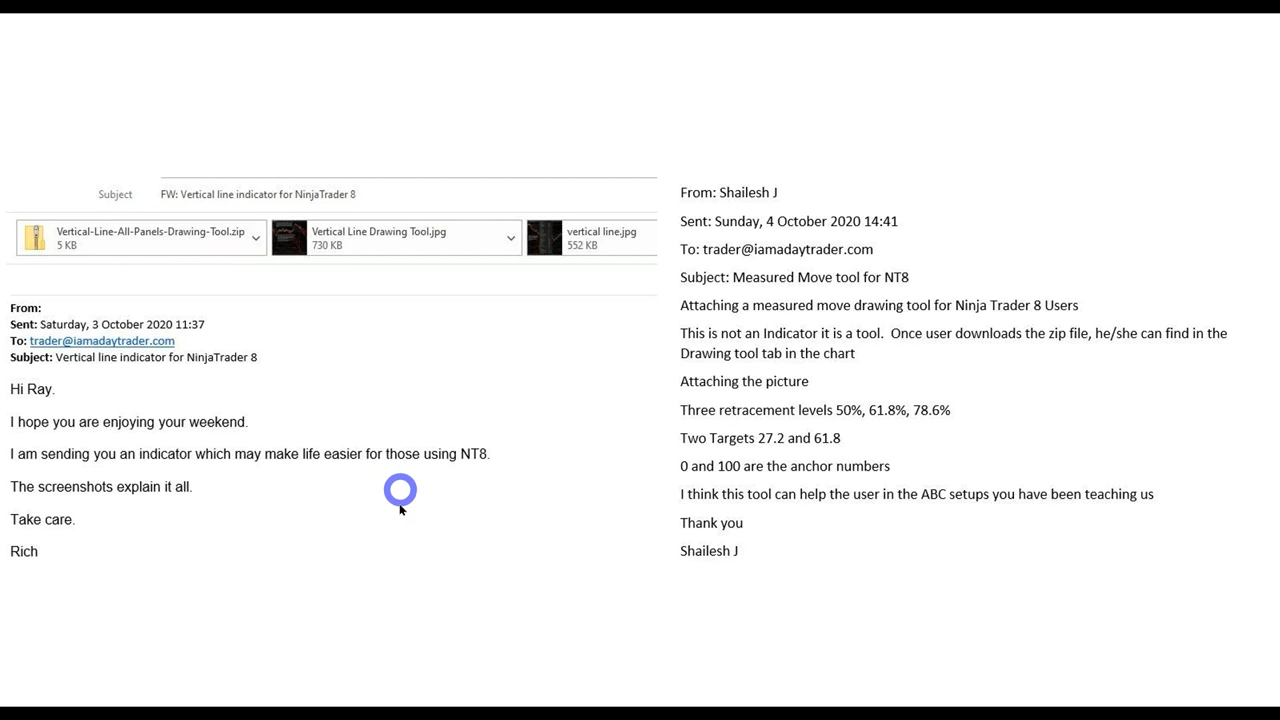 Subject FW: Vertical line indicator for NinjaTrader 8
Vertical-Line-All-Panels-Drawing-Tool.zip
5 KB
Vertical Line Drawing Tool.jpg
730 KB
vertical line.jpg
552 KB
From:
Sent: Saturday, 3 October 2020 11:37
To: trader@iamadaytrader.com
Subject: Vertical line indicator for NinjaTrader 8
Hi Ray.
I hope you are enjoying your weekend.
I am sending you an indicator which may make life easier for those using NT8.
The screenshots explain it all.
Take care.
Rich
From: Shailesh J
Sent: Sunday, 4 October 2020 14:41
To: trader@iamadaytrader.com
Subject: Measured Move tool for NT8
Attaching a measured move drawing tool for Ninja Trader 8 Users
This is not an Indicator it is a tool.  Once user downloads the zip file, he/she can find in the
Drawing tool tab in the chart
Attaching the picture
Three retracement levels 50%, 61.8%, 78.6%
Two Targets 27.2 and 61.8
0 and 100 are the anchor numbers
I think this tool can help the user in the ABC setups you have been teaching us
Thank you
Shailesh J